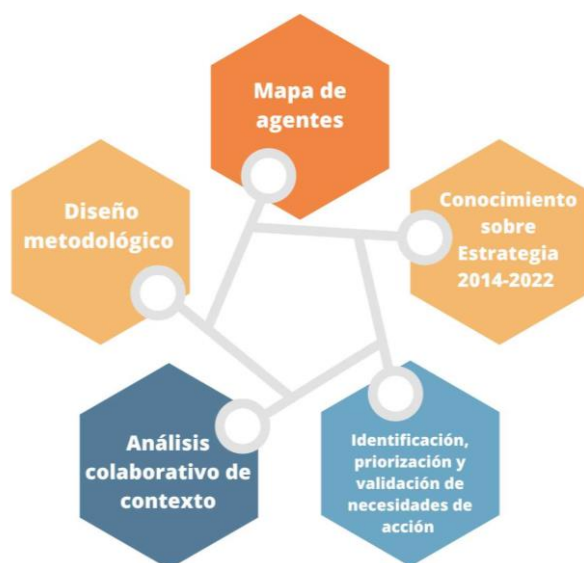 Mapa de
agentes
Diseño
metodológico
Conocimiento
sobre
Estrategia
2014-2022
Análisis
colaborativo de
contexto
Identificación,
priorización y
validación de
necesidades de
acción